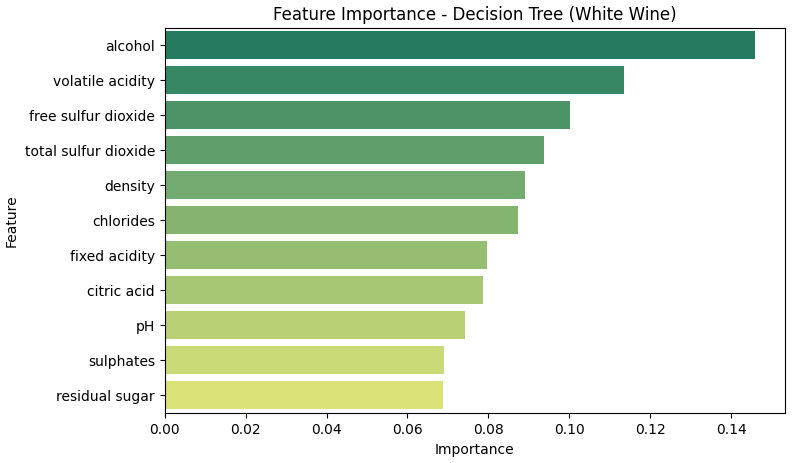 Feature Importance - Decision Tree (White Wine)
Feature
alcohol
volatile acidity
free sulfur dioxide
total sulfur dioxide
density
chlorides
fixed acidity
citric acid
pH
sulphates
residual sugar
0.00 0.02 0.04 0.06 0.08 0.10 0.12 0.14
Importance